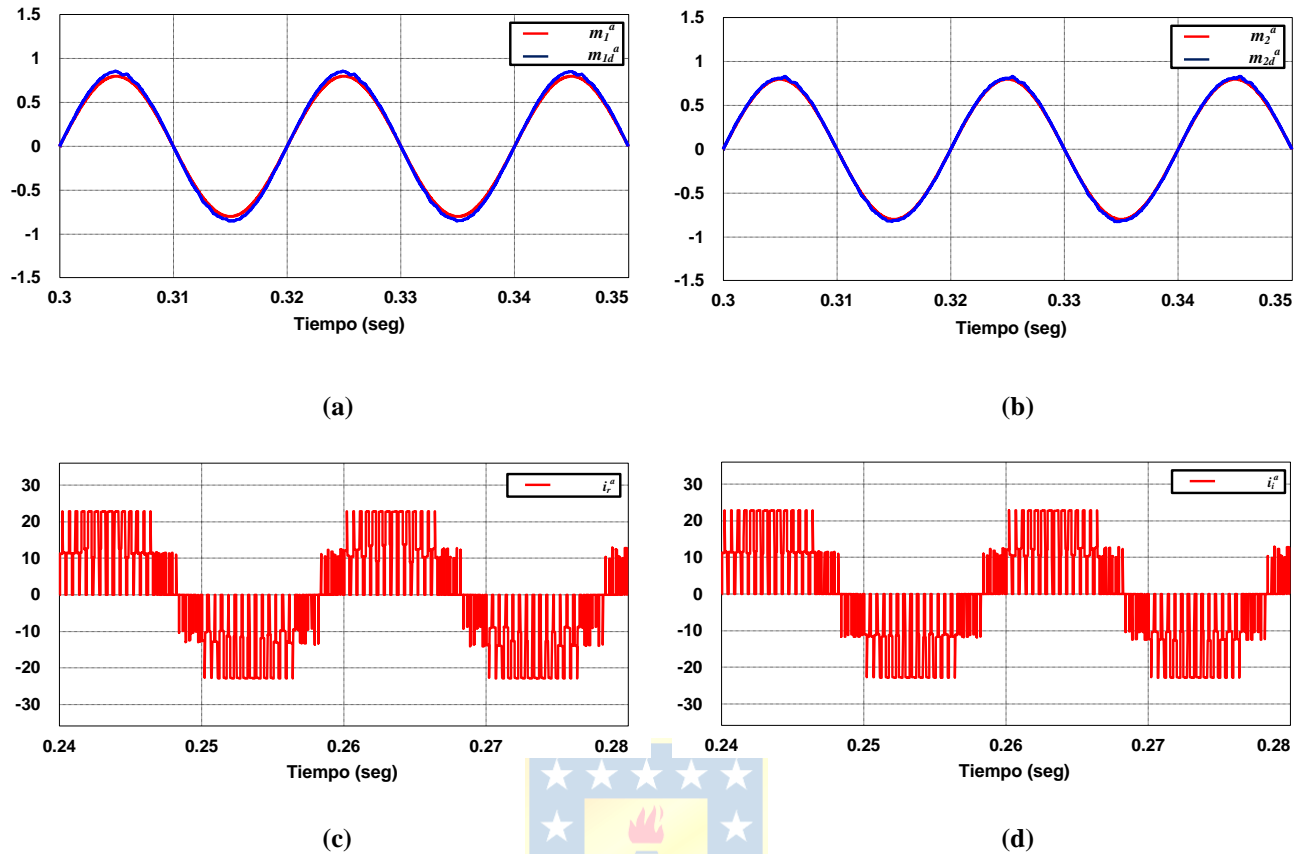 1.5
1
0.5
0
-0.5
-1
-1.5
m₁ᵃ
m₁dᵃ
0.3 0.31 0.32 0.33 0.34 0.35
Tiempo (seg)
(a)
1.5
1
0.5
0
-0.5
-1
-1.5
m₂ᵃ
m₂dᵃ
0.3 0.31 0.32 0.33 0.34 0.35
Tiempo (seg)
(b)
30
20
10
0
-10
-20
-30
iᵣᵃ
0.24 0.25 0.26 0.27 0.28
Tiempo (seg)
(c)
30
20
10
0
-10
-20
-30
iᵢᵃ
0.24 0.25 0.26 0.27 0.28
Tiempo (seg)
(d)